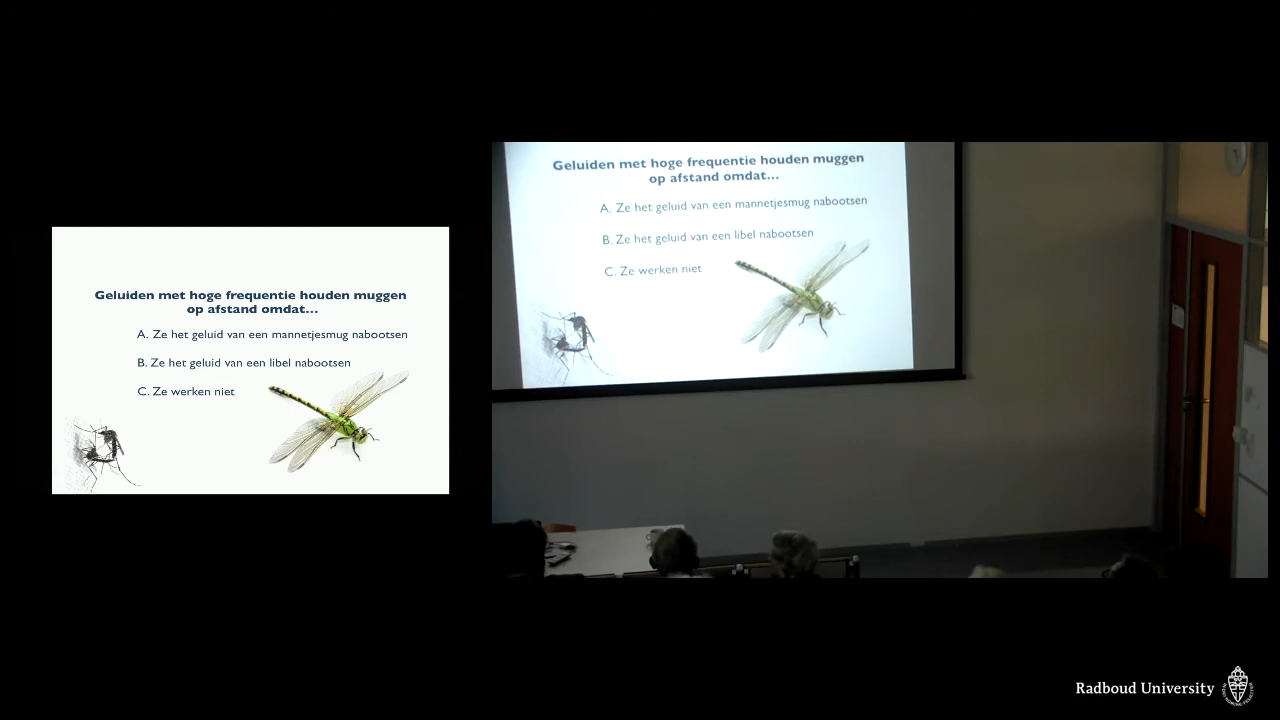 Geluiden met hoge frequentie houden muggen
op afstand omdat...
A. Ze het geluid van een mannetjesmug nabootsen
B. Ze het geluid van een libel nabootsen
C. Ze werken niet
Geluiden met hoge frequentie houden muggen
op afstand omdat...
A. Ze het geluid van een mannetjesmug nabootsen
B. Ze het geluid van een libel nabootsen
C. Ze werken niet
Radboud University